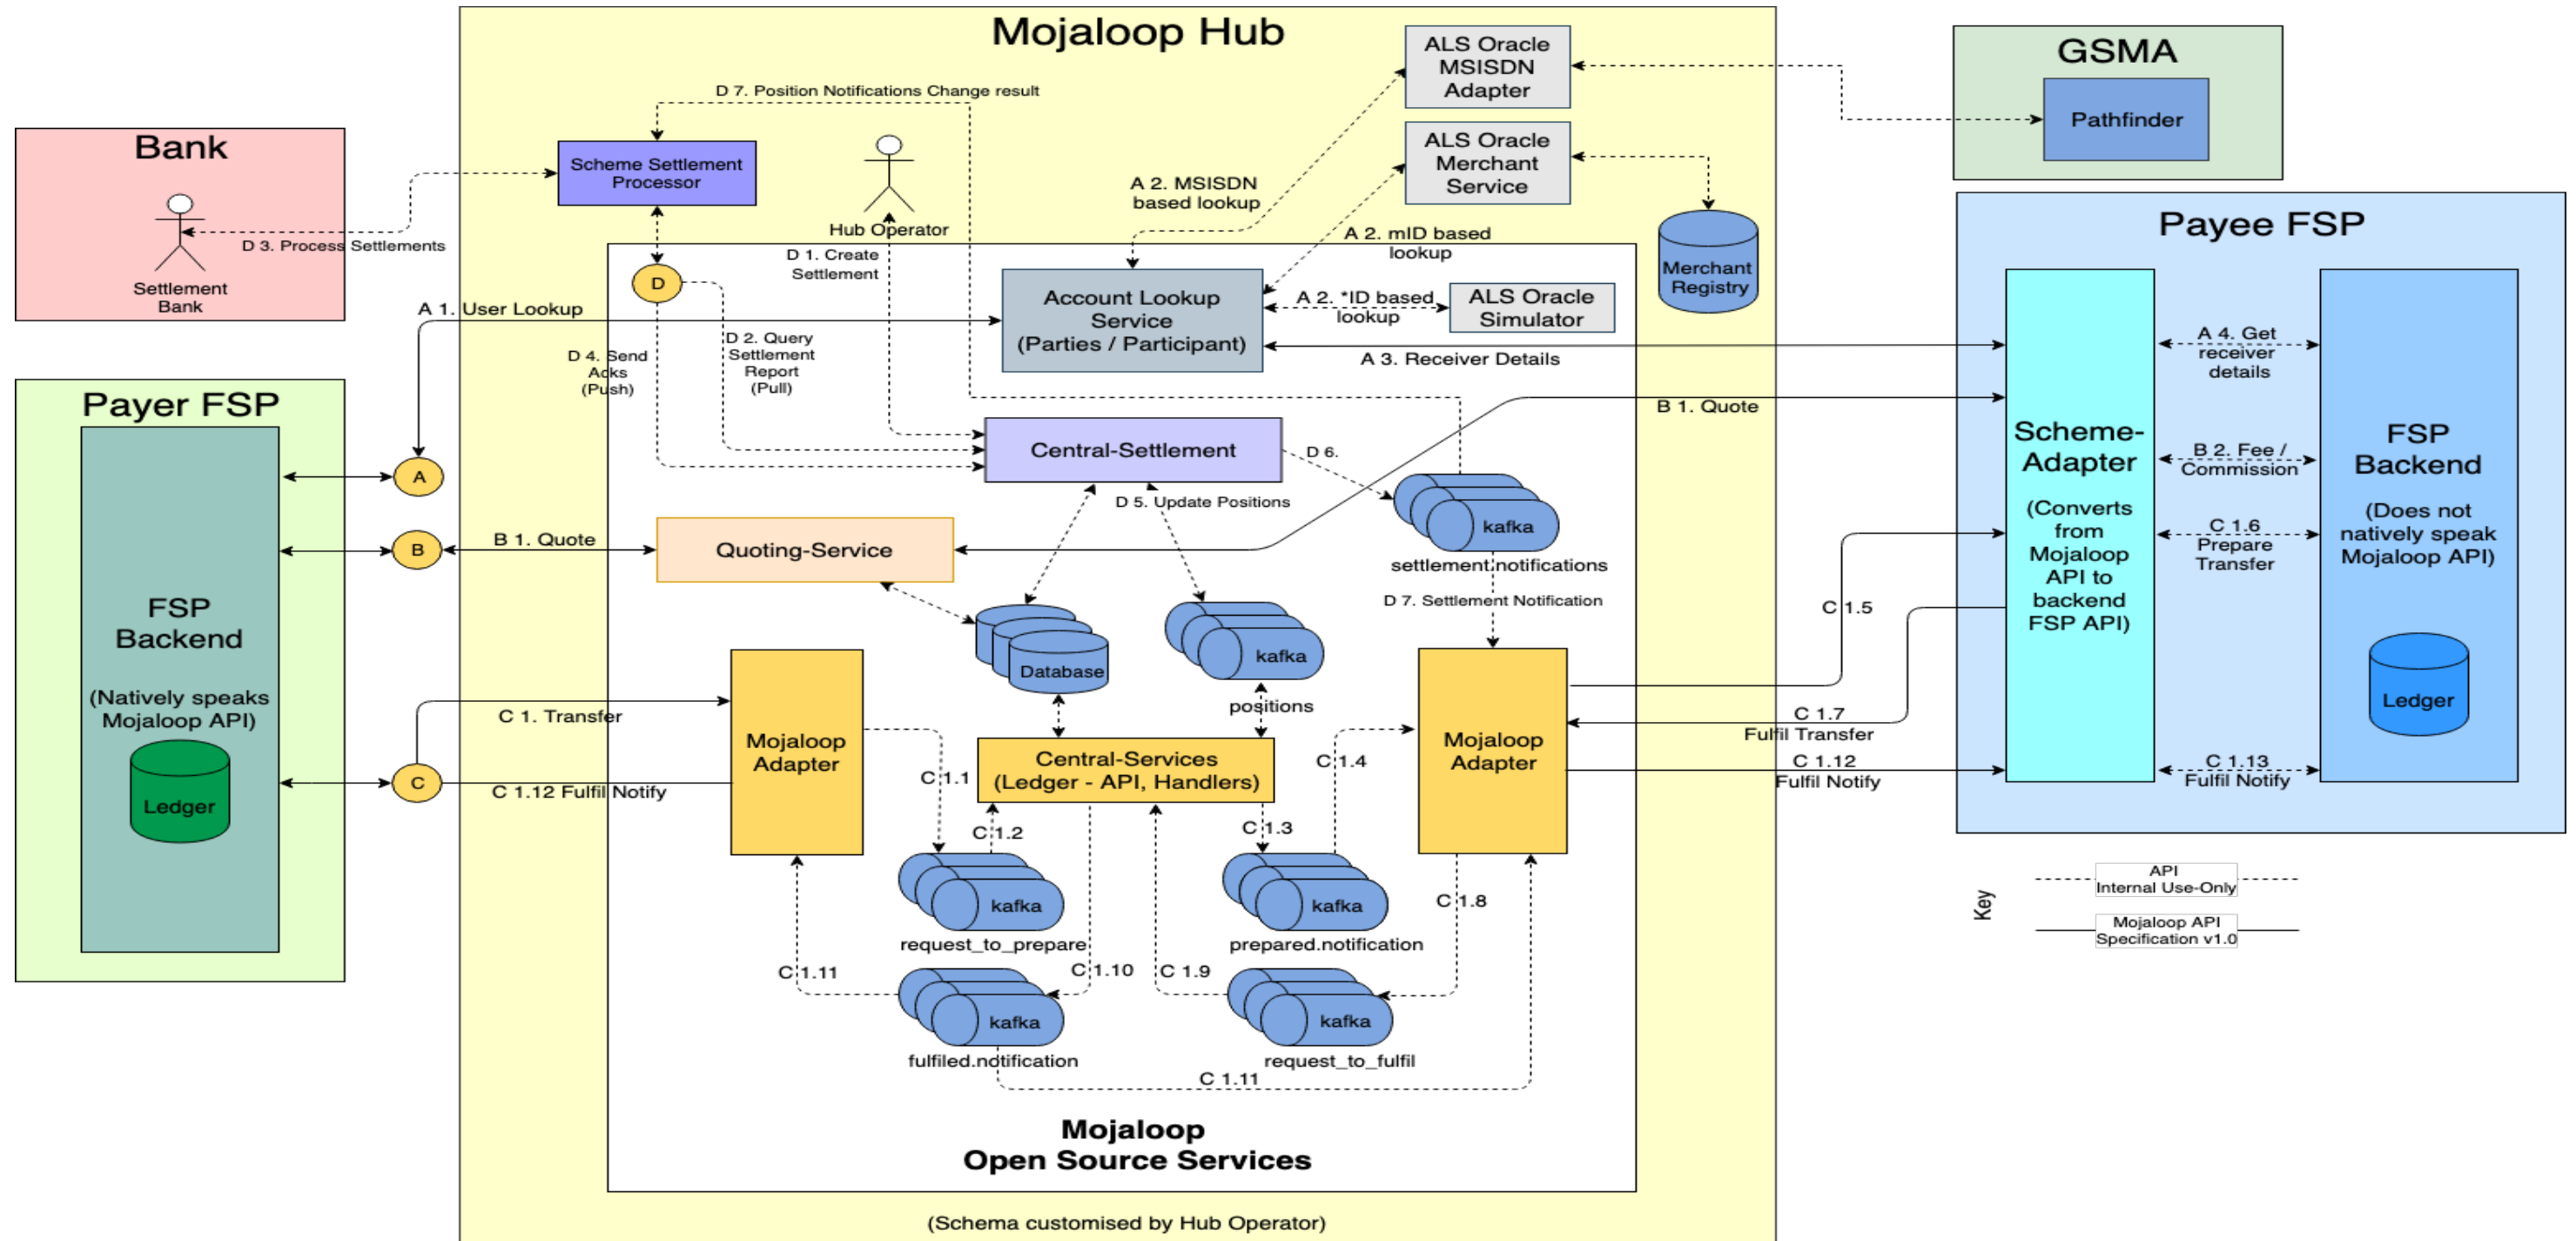 Mojaloop Hub
ALS Oracle
MSISDN
Adapter
GSMA
Pathfinder
D 7. Position Notifications Change result
Bank
Scheme Settlement
Processor
ALS Oracle
Merchant
Service
A 2. MSISDN
based lookup
Hub Operator
D 3. Process Settlements
Settlement
Bank
D 1. Create
Settlement
A 2. mID based
lookup
Merchant
Registry
Payee FSP
D
A 1. User Lookup
Account Lookup
Service
(Parties / Participant)
A 2. *ID based
lookup
ALS Oracle
Simulator
D 4. Send
Acks
(Push)
D 2. Query
Settlement
Report
(Pull)
A 3. Receiver Details
A 4. Get
receiver
details
Payer FSP
B 1. Quote
Central-Settlement
D 6.
A
D 5. Update Positions
kafka
settlement.notifications
B
B 1. Quote
Quoting-Service
Scheme-
Adapter
(Converts
from
Mojaloop
API to
backend
FSP API)
B 2. Fee /
Commission
C 1.6
Prepare
Transfer
FSP
Backend
(Does not
natively speak
Mojaloop API)
Ledger
FSP
Backend
(Natively speaks
Mojaloop API)
Ledger
D 7. Settlement Notification
C 1.5
Database
kafka
positions
C 1. Transfer
Mojaloop
Adapter
Central-Services
(Ledger - API, Handlers)
Mojaloop
Adapter
C 1.7
Fulfil Transfer
C
C 1.12 Fulfil Notify
C 1.1
C 1.4
C 1.12
Fulfil Notify
C 1.13
Fulfil Notify
C 1.2
C 1.3
kafka
request_to_prepare
kafka
prepared.notification
C 1.8
Key
API
Internal Use-Only
Mojaloop API
Specification v1.0
C 1.11
C 1.10
C 1.9
kafka
fulfiled.notification
kafka
request_to_fulfil
C 1.11
Mojaloop
Open Source Services
(Schema customised by Hub Operator)